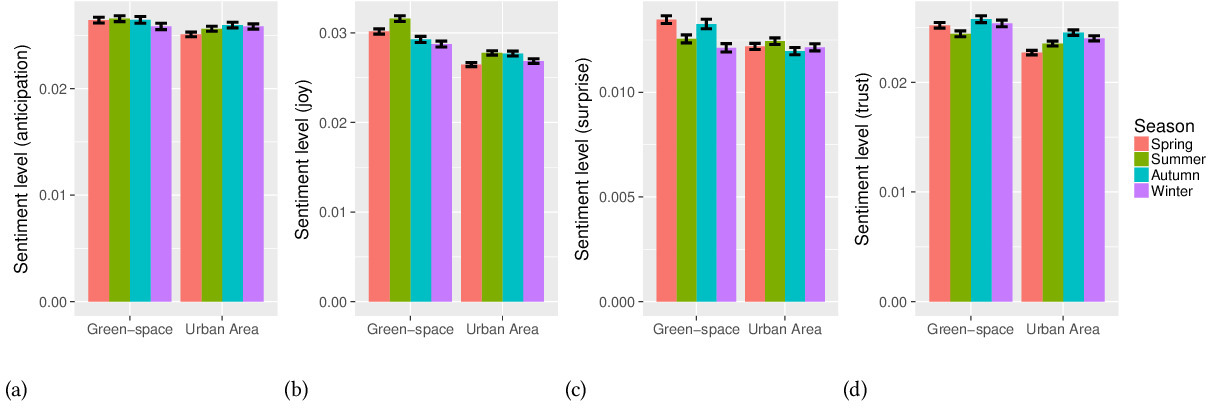 Sentiment level (anticipation)
0.02
0.01
0.00
Green−space Urban Area
(a)
Sentiment level (joy)
0.03
0.02
0.01
0.00
Green−space Urban Area
(b)
Sentiment level (surprise)
0.010
0.005
0.000
Green−space Urban Area
(c)
Sentiment level (trust)
0.02
0.01
0.00
Green−space Urban Area
(d)
Season
Spring
Summer
Autumn
Winter